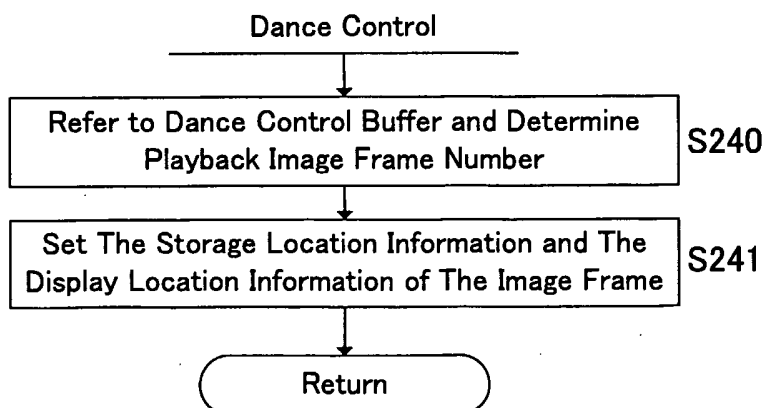 Dance Control
Refer to Dance Control Buffer and Determine
Playback Image Frame Number
S240
Set The Storage Location Information and The
Display Location Information of The Image Frame
S241
Return